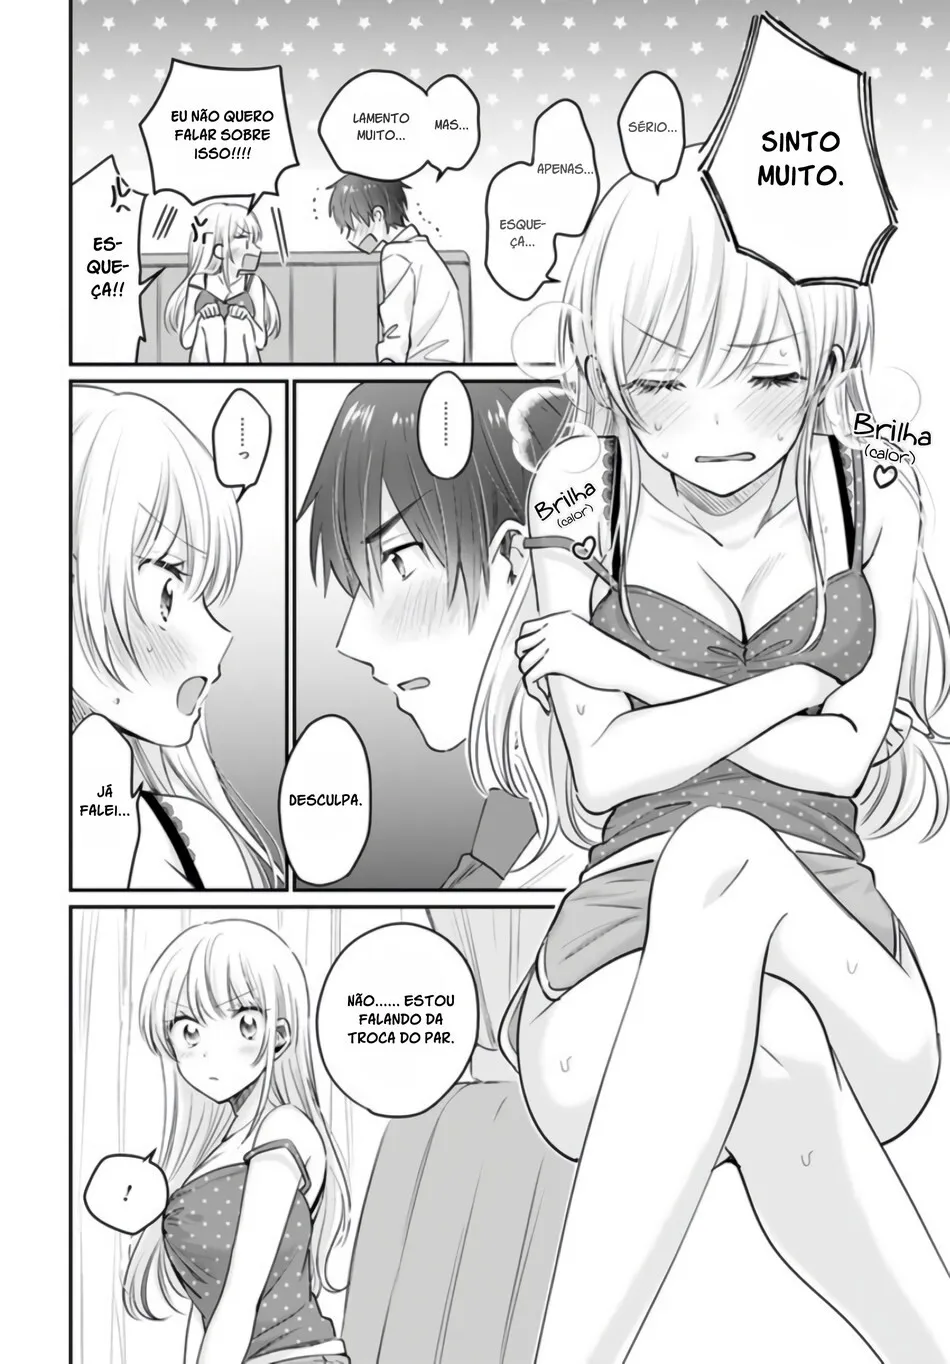 SINTO
MUITO.
SÉRIO...
APENAS...
ESQUE-
ÇA...
MAS...
LAMENTO
MUITO...
EU NÃO QUERO
FALAR SOBRE
ISSO!!!!
ES-
QUE-
ÇA!!
Brilha
(calor)
Brilha
(calor)
.........
DESCULPA.
......っ
JÁ
FALEI...
NÃO...... ESTOU
FALANDO DA
TROCA DO PAR.
!